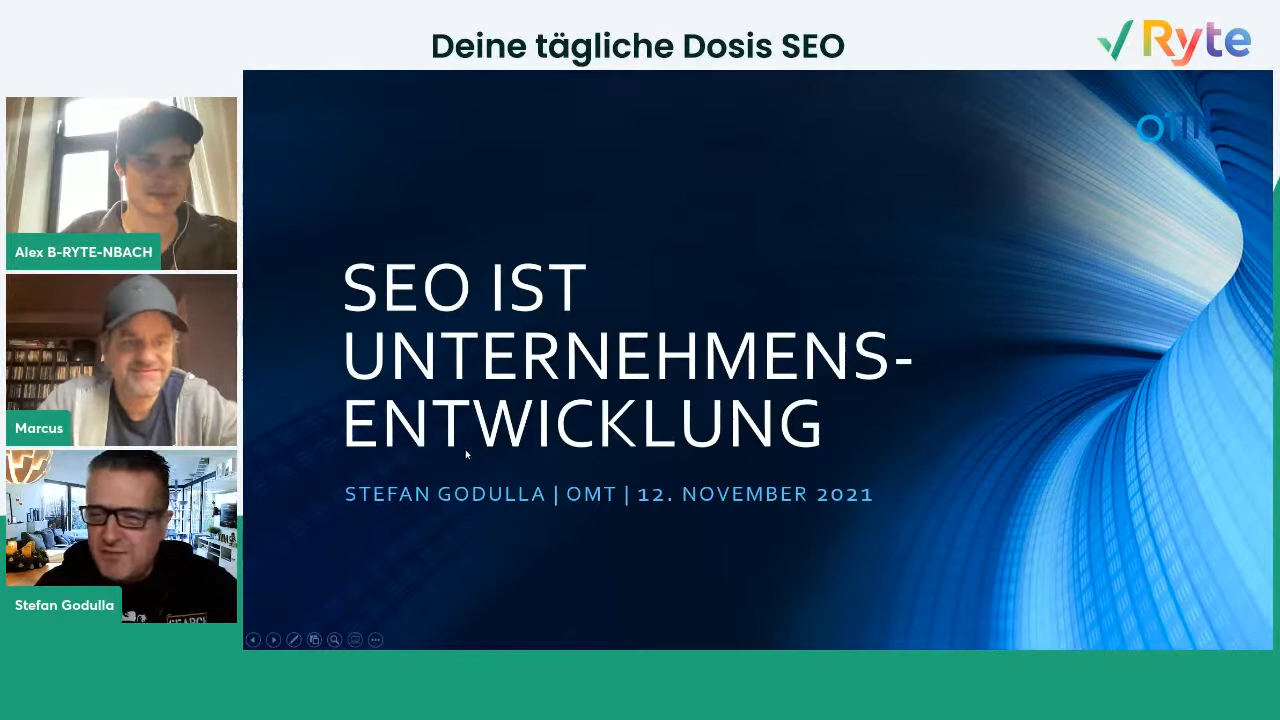 Deine tägliche Dosis SEO
Ryte
Alex B-RYTE-NBACH
Marcus
Stefan Godulla
SEO IST
UNTERNEHMENS-
ENTWICKLUNG
STEFAN GODULLA | OMT | 12. NOVEMBER 2021